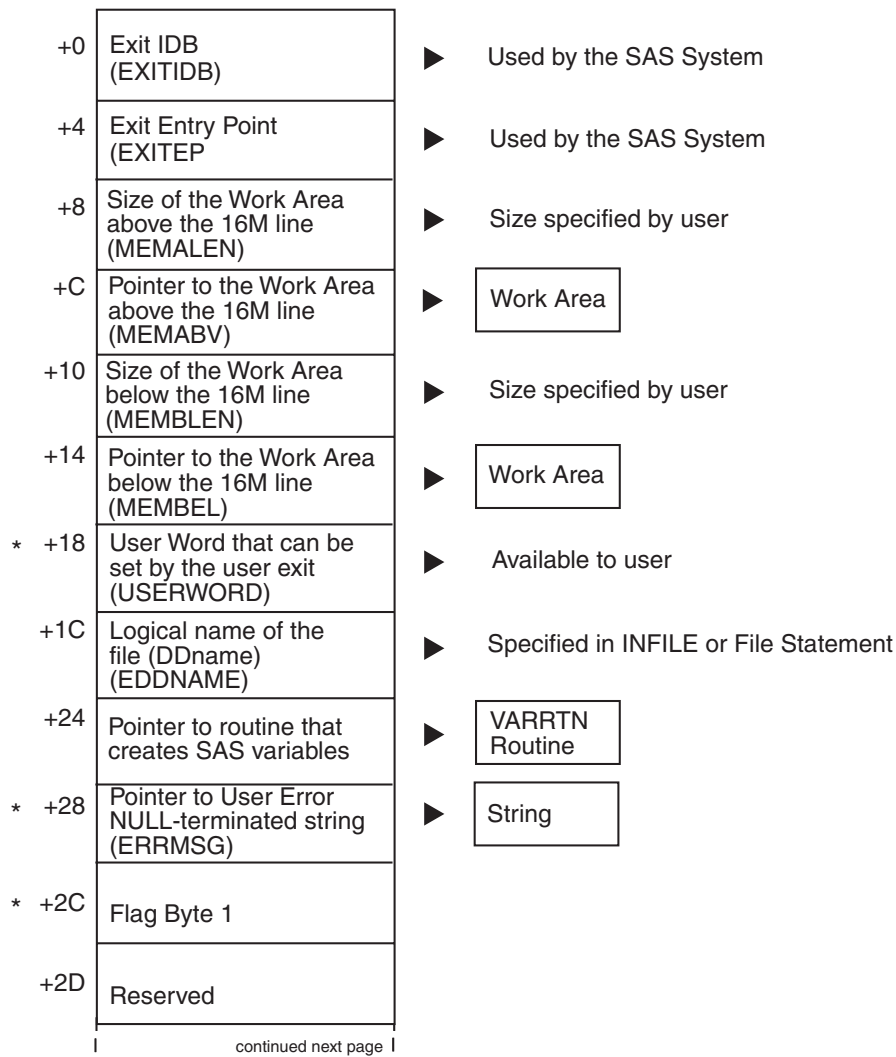 +0 Exit IDB
(EXITIDB)
Used by the SAS System
+4 Exit Entry Point
(EXITEP
Used by the SAS System
+8 Size of the Work Area
above the 16M line
(MEMALEN)
Size specified by user
+C Pointer to the Work Area
above the 16M line
(MEMABV)
Work Area
+10 Size of the Work Area
below the 16M line
(MEMBLEN)
Size specified by user
+14 Pointer to the Work Area
below the 16M line
(MEMBEL)
Work Area
* +18 User Word that can be
set by the user exit
(USERWORD)
Available to user
+1C Logical name of the
file (DDname)
(EDDNAME)
Specified in INFILE or File Statement
+24 Pointer to routine that
creates SAS variables
VARRTN
Routine
* +28 Pointer to User Error
NULL-terminated string
(ERRMSG)
String
* +2C Flag Byte 1
+2D Reserved
continued next page